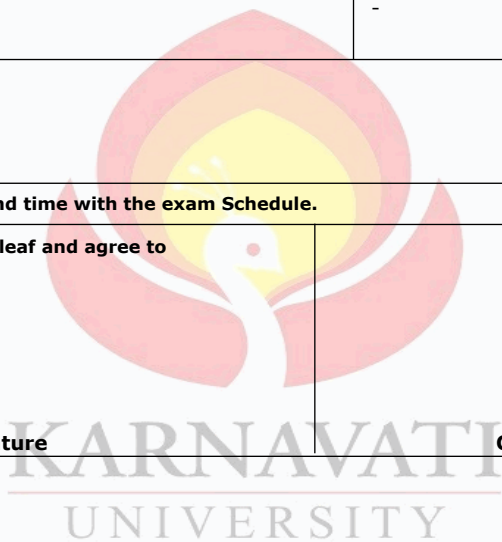 -
nd time with the exam Schedule.
leaf and agree to
ture
KARNAVATI
UNIVERSITY